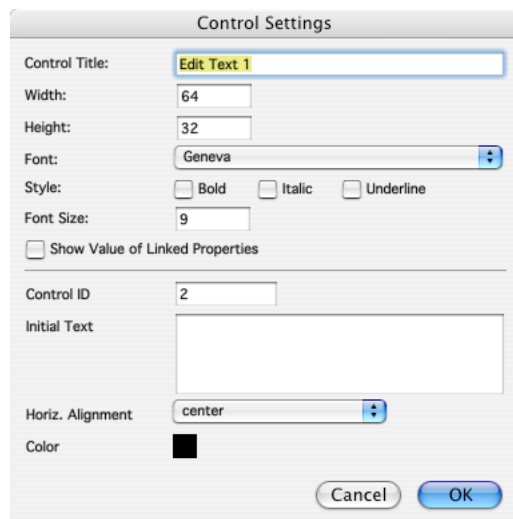 Control Settings
Control Title: Edit Text 1
Width: 64
Height: 32
Font: Geneva
Style: Bold Italic Underline
Font Size: 9
Show Value of Linked Properties
Control ID 2
Initial Text
Horiz. Alignment center
Color
Cancel OK